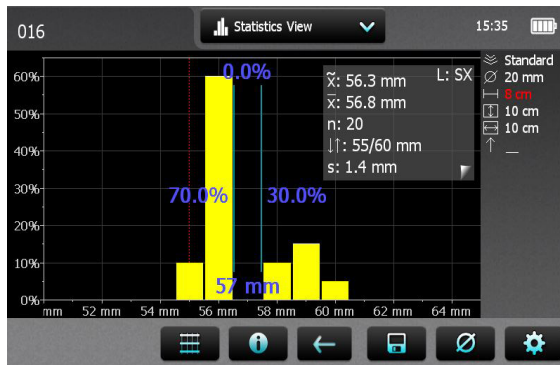 016
Statistics View
15:35
60%
50%
40%
30%
20%
10%
0%
0.0%
70.0%
30.0%
57 mm
x̃: 56.3 mm
L: SX
x̄: 56.8 mm
n: 20
↓↑: 55/60 mm
s: 1.4 mm
Standard
Ø 20 mm
8 cm
10 cm
10 cm
↑ _
mm 52 mm 54 mm 56 mm 58 mm 60 mm 62 mm 64 mm